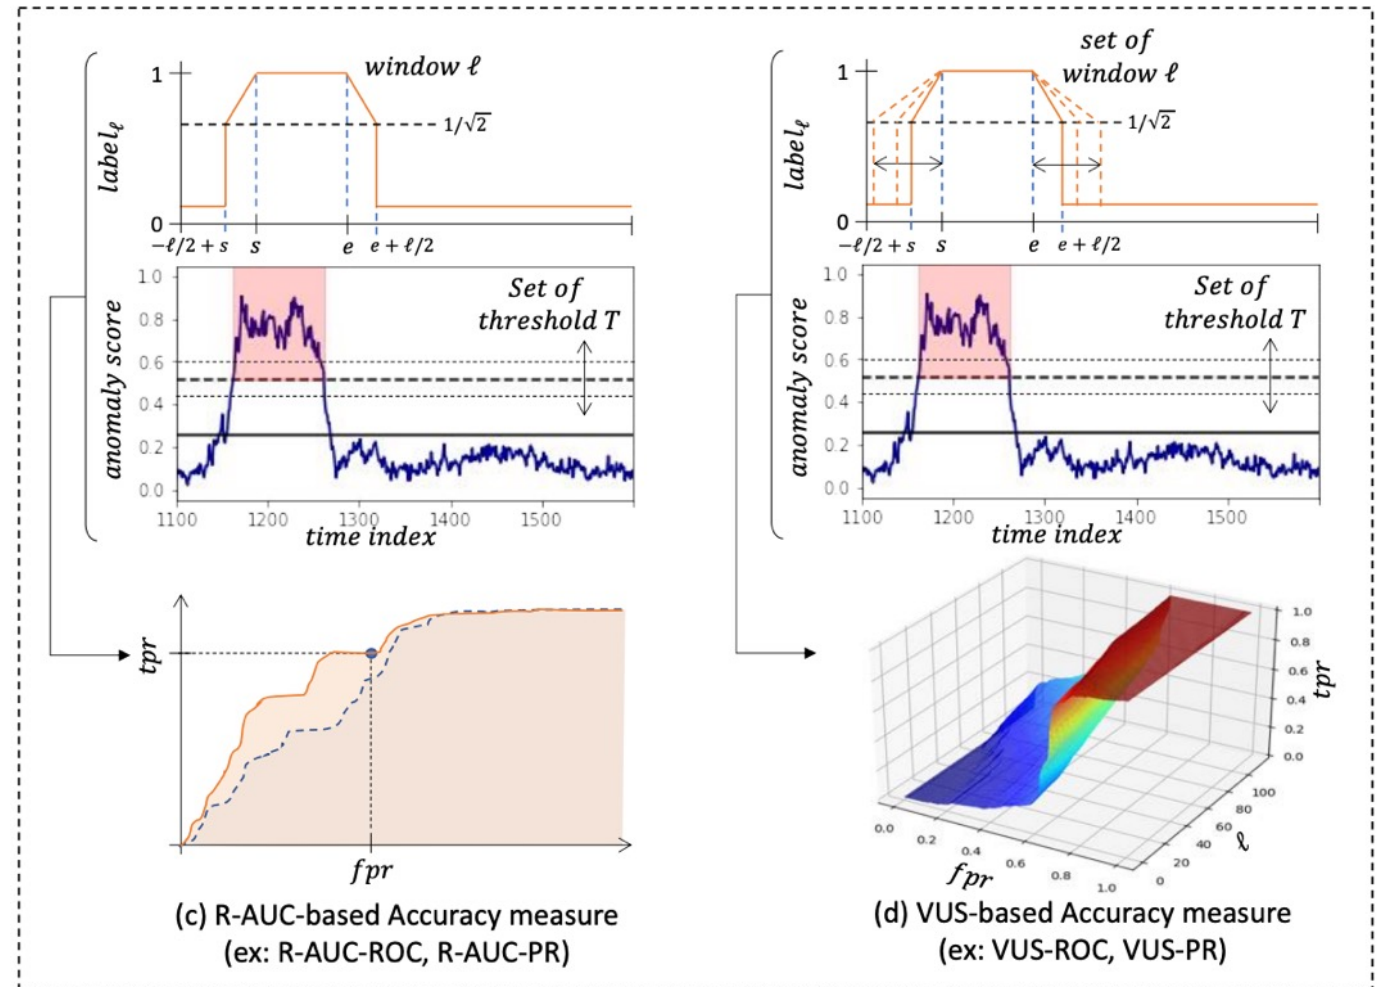 window ℓ
1
1/√2
label_ℓ
0
−ℓ/2 + s
s
e
e + ℓ/2
1.0
0.8
0.6
0.4
0.2
0.0
anomaly score
Set of
threshold T
1100
1200
1300
1400
1500
time index
tpr
fpr
(c) R-AUC-based Accuracy measure
(ex: R-AUC-ROC, R-AUC-PR)
set of
window ℓ
1
1/√2
label_ℓ
0
−ℓ/2 + s
s
e
e + ℓ/2
1.0
0.8
0.6
0.4
0.2
0.0
anomaly score
Set of
threshold T
1100
1200
1300
1400
1500
time index
1.0
0.8
0.6
0.4
0.2
0.0
tpr
100
80
60
40
20
0
ℓ
0.0
0.2
0.4
0.6
0.8
1.0
fpr
(d) VUS-based Accuracy measure
(ex: VUS-ROC, VUS-PR)